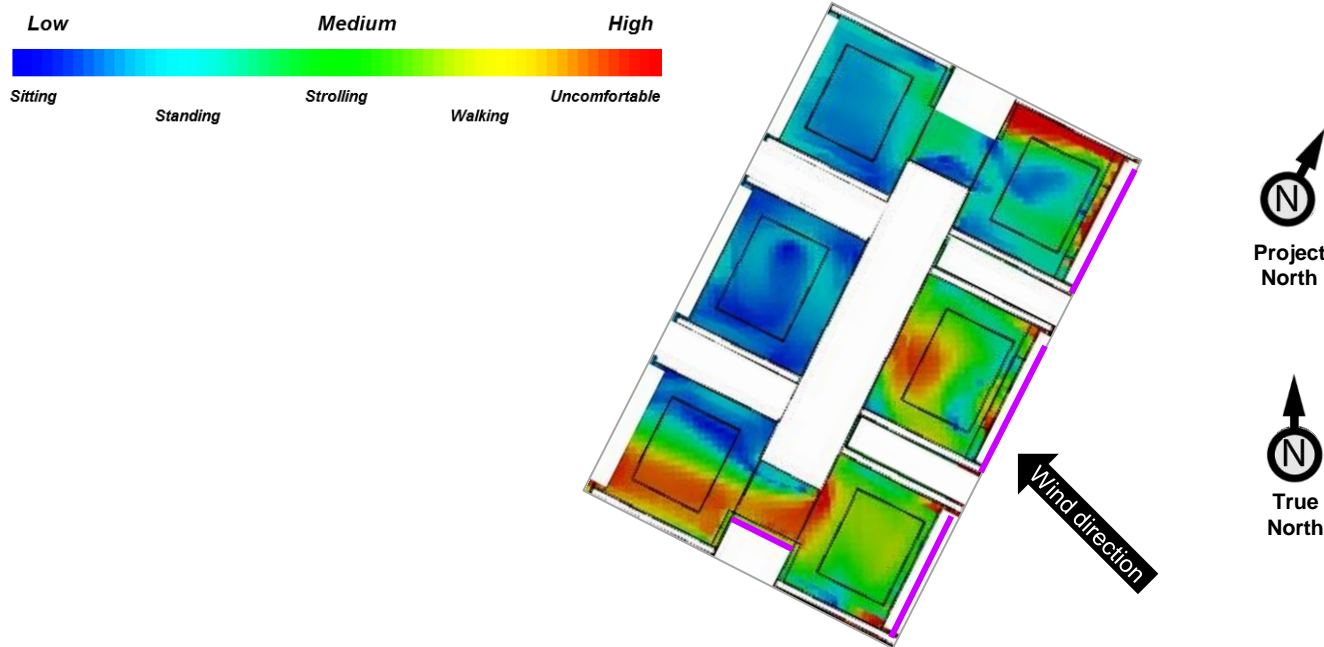 Low Medium High
Sitting Strolling Uncomfortable
Standing Walking
N
Project
North
N
True
North
Wind direction